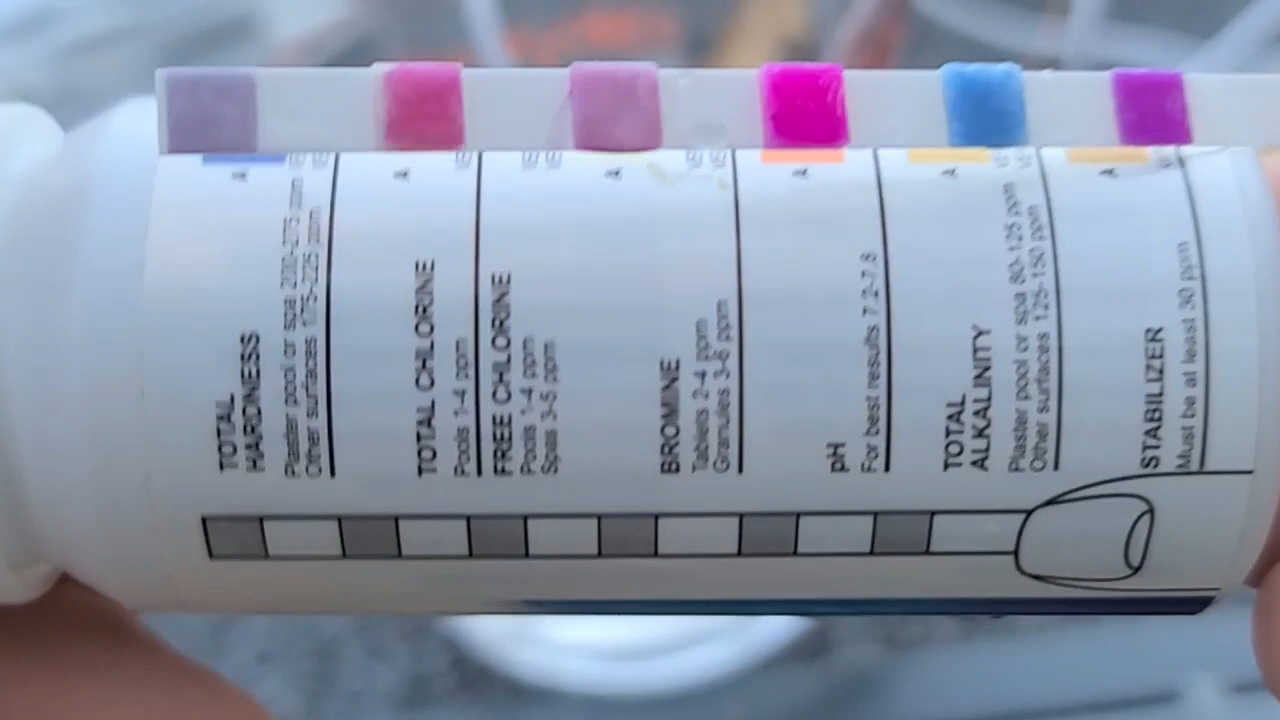 TOTAL
HARDNESS
Plaster pool or spa 200-275 ppm
Other surfaces 175-225 ppm
A
TOTAL CHLORINE
Pools 1-4 ppm
A
FREE CHLORINE
Pools 1-4 ppm
Spas 3-5 ppm
BROMINE
Tablets 2-4 ppm
Granules 3-6 ppm
A
pH
For best results 7.2-7.8
A
TOTAL
ALKALINITY
Plaster pool or spa 80-125 ppm
Other surfaces 125-150 ppm
A
STABILIZER
Must be at least 30 ppm
A